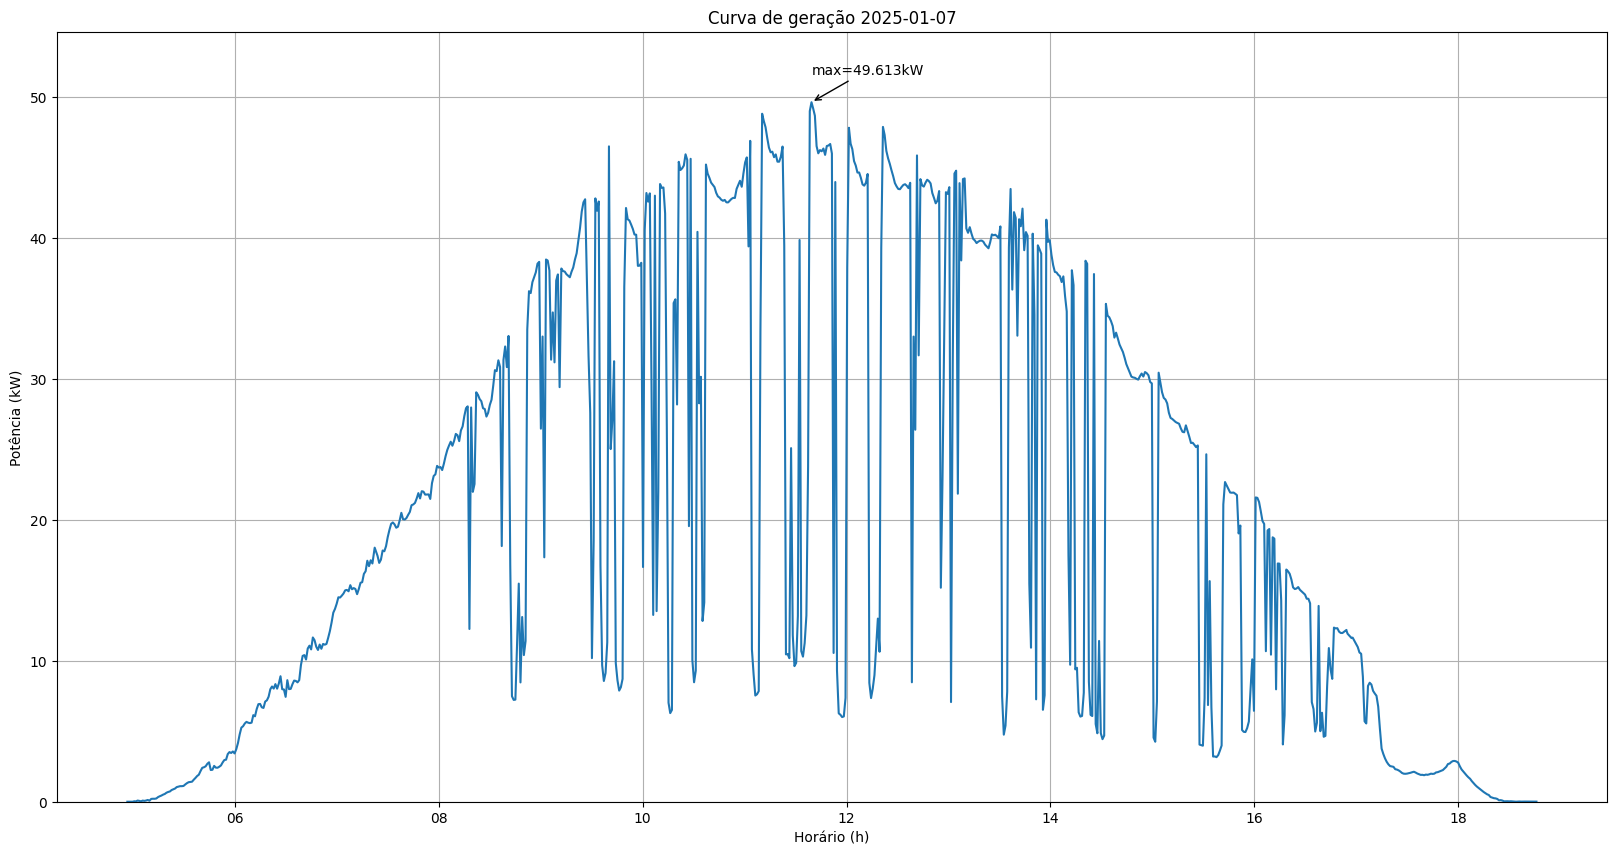 Curva de geração 2025-01-07
max=49.613kW
Potência (kW)
50
40
30
20
10
0
06 08 10 12 14 16 18
Horário (h)